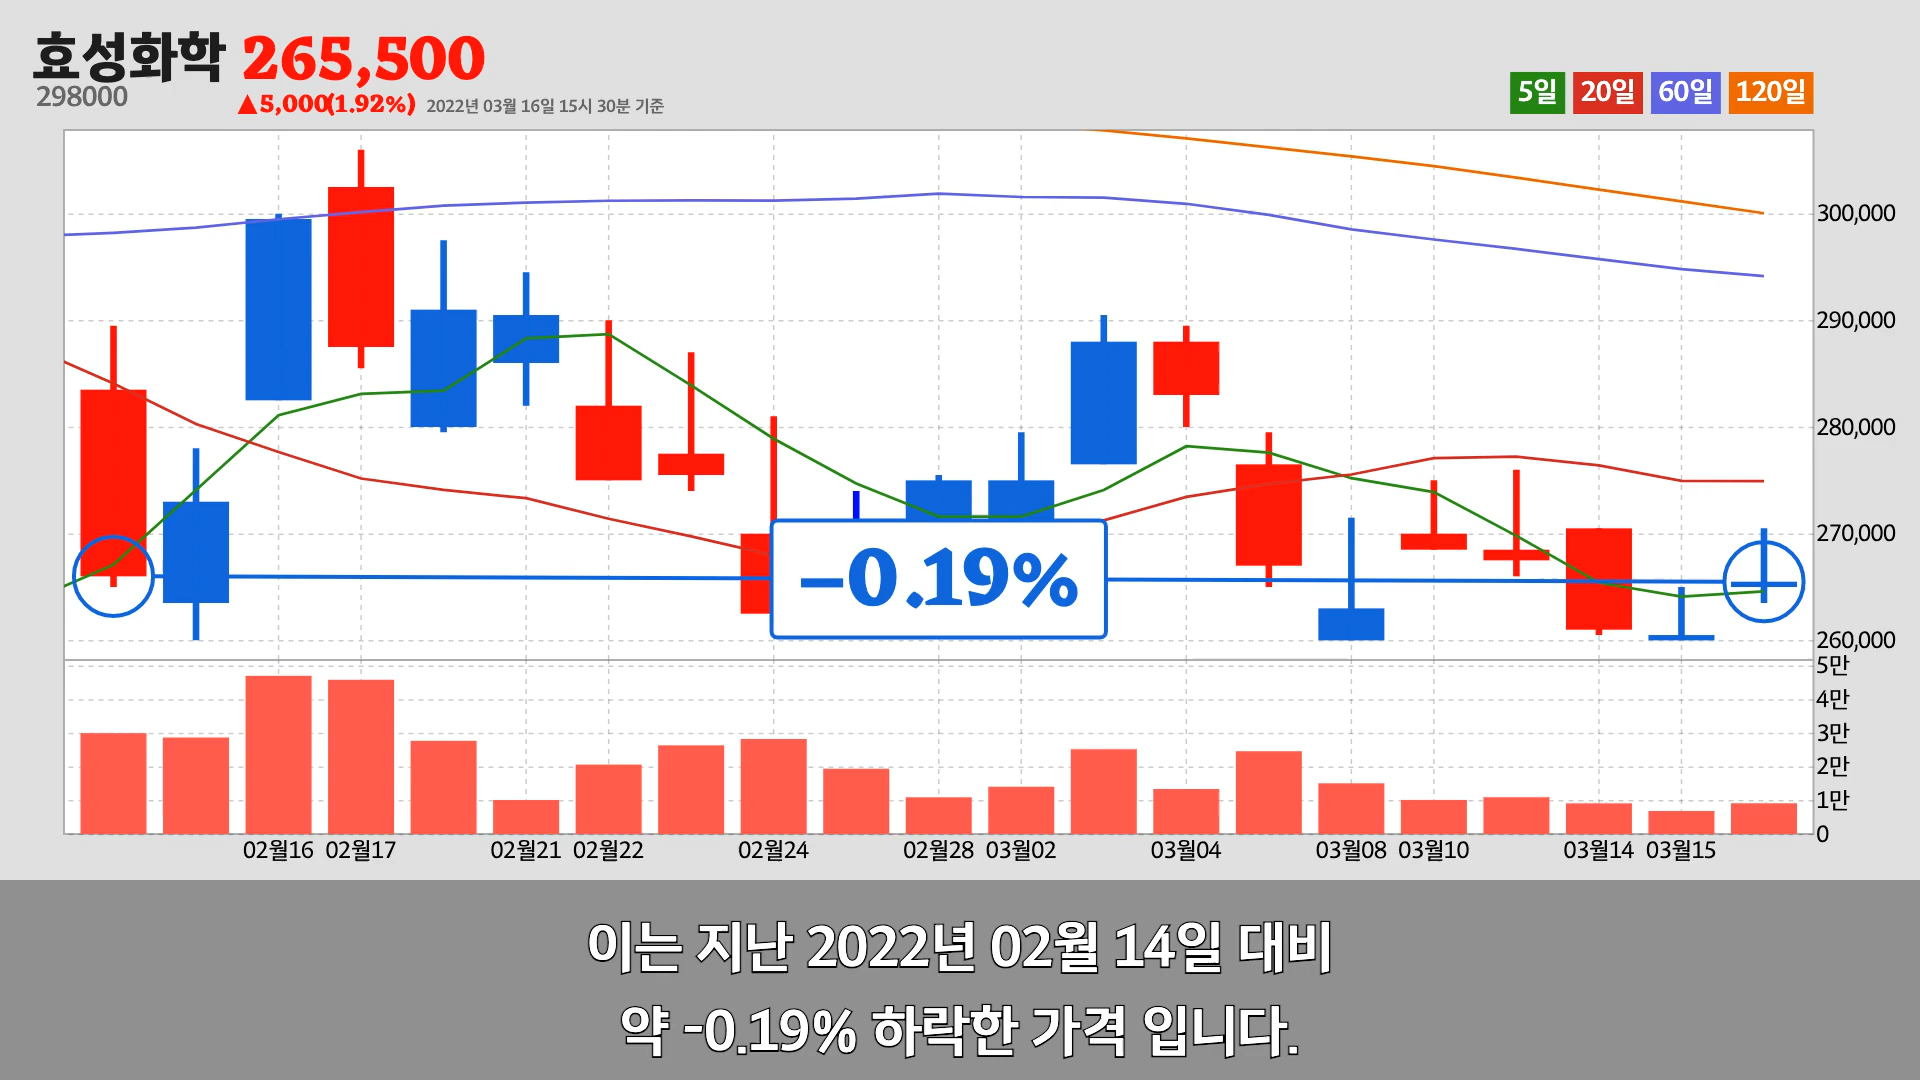 효성화학 265,500
298000 ▲5,000(1.92%) 2022년 03월 16일 15시 30분 기준
5일 20일 60일 120일
300,000
290,000
280,000
270,000
260,000
-0.19%
5만
4만
3만
2만
1만
0
02월16 02월17 02월21 02월22 02월24 02월28 03월02 03월04 03월08 03월10 03월14 03월15
이는 지난 2022년 02월 14일 대비
약 -0.19% 하락한 가격 입니다.